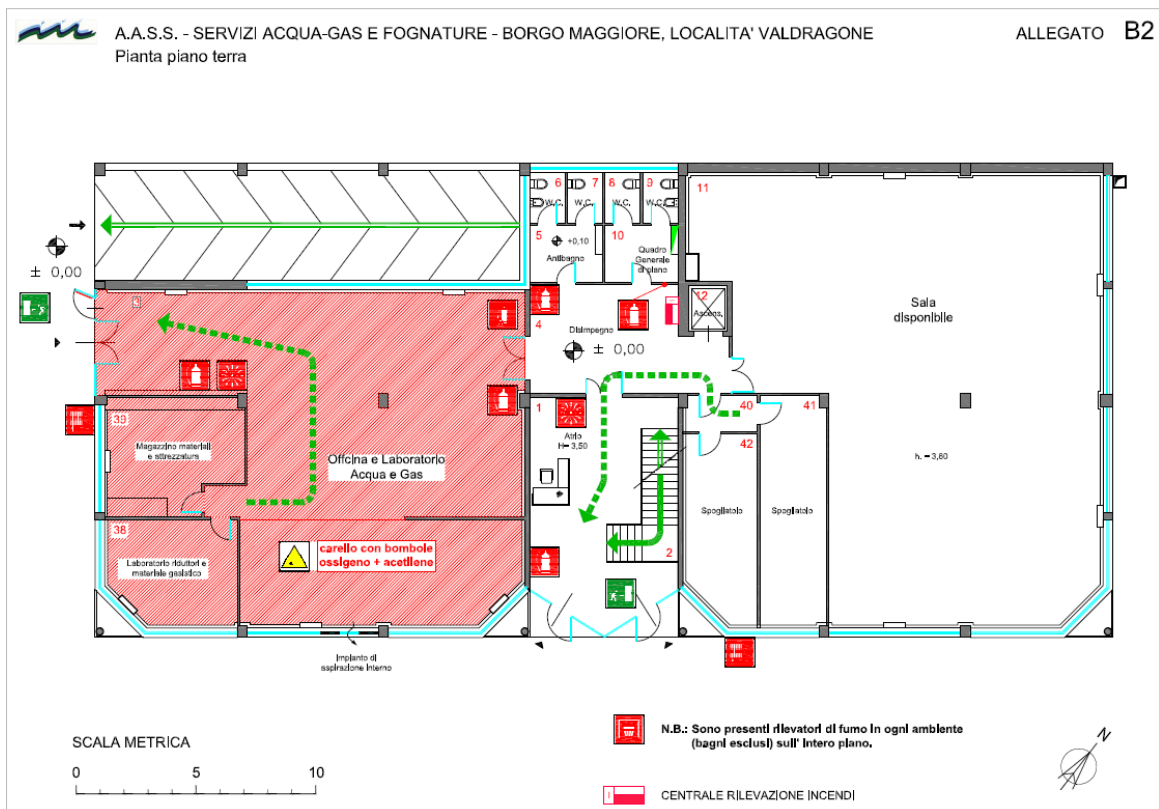 A.A.S.S. - SERVIZI ACQUA-GAS E FOGNATURE - BORGO MAGGIORE, LOCALITA' VALDRAGONE
ALLEGATO B2
Pianta piano terra
6
7
8
9
W.C.
W.C.
W.C.
W.C.
11
5
+0,10
Antibagno
10
Quadro
Generale
di piano
± 0,00
12
Ascens.
Sala
disponibile
4
Disimpegno
± 0,00
39
Magazzino materiali
e attrezzatura
Officina e Laboratorio
Acqua e Gas
1
Atrio
H= 3,50
40
41
42
h. = 3,60
Spogliatoio
Spogliatoio
38
Laboratorio riduttori e
materiale gasistico
carello con bombole
ossigeno + acetilene
2
Impianto di
aspirazione interno
SCALA METRICA
0 5 10
N.B.: Sono presenti rilevatori di fumo in ogni ambiente
(bagni esclusi) sull' intero piano.
CENTRALE RILEVAZIONE INCENDI
N